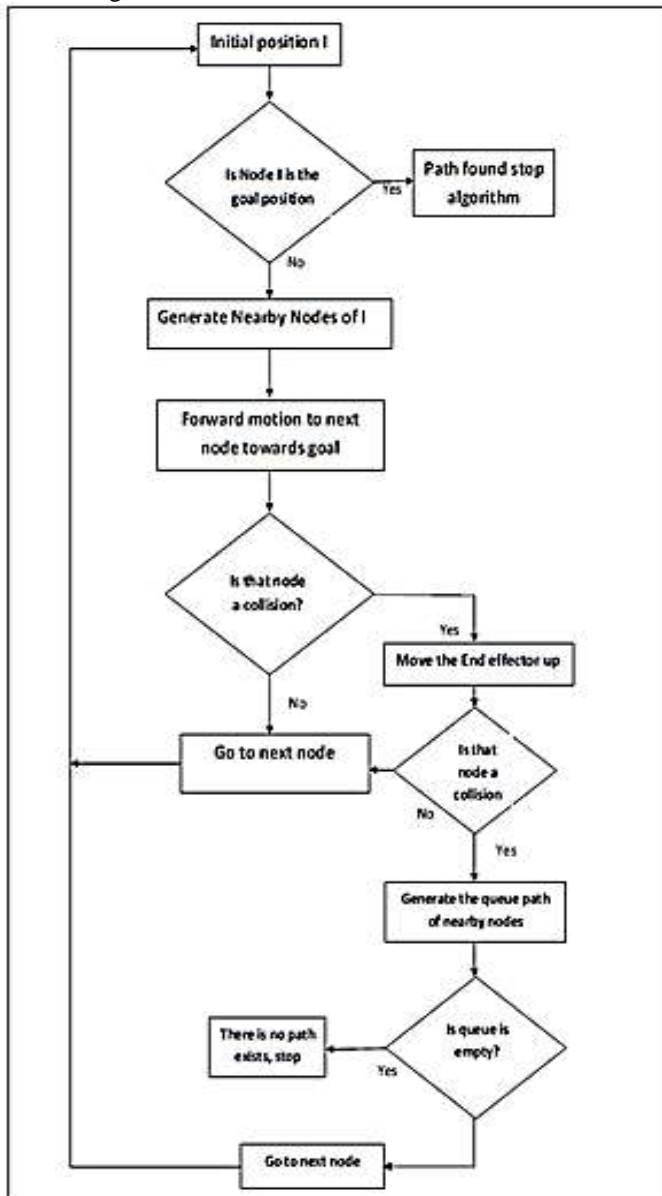 Initial position I
Is Node I is the
goal position
Yes
Path found stop
algorithm
No
Generate Nearby Nodes of I
Forward motion to next
node towards goal
Is that node
a collision?
Yes
Move the End effector up
No
Go to next node
Is that
node a
collision
No
Yes
Generate the queue path
of nearby nodes
Is queue is
empty?
Yes
There is no path
exists, stop
Go to next node